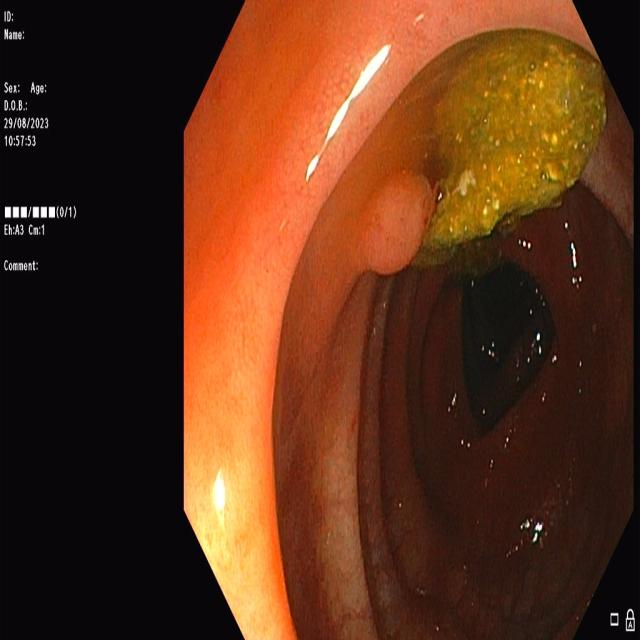 ID:
Name:
Sex: Age:
D.O.B.:
29/08/2023
10:57:53
■■■/■■■(0/1)
Eh:A3 Cm:1
Comment:
A